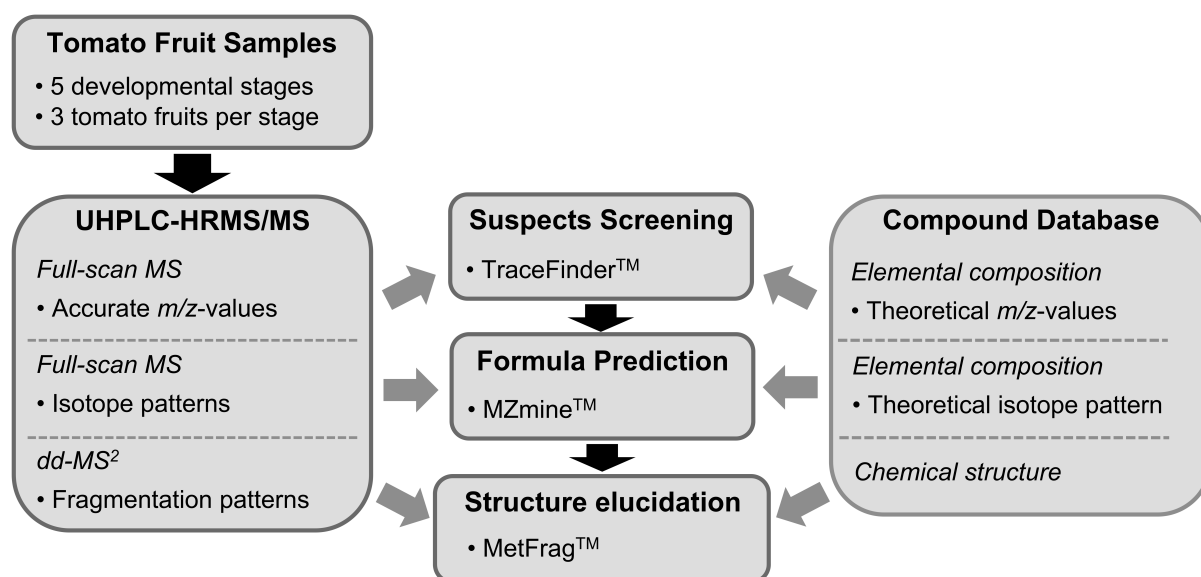 Tomato Fruit Samples
• 5 developmental stages
• 3 tomato fruits per stage
UHPLC-HRMS/MS
Full-scan MS
• Accurate m/z-values
Full-scan MS
• Isotope patterns
dd-MS²
• Fragmentation patterns
Suspects Screening
• TraceFinder™
Formula Prediction
• MZmine™
Structure elucidation
• MetFrag™
Compound Database
Elemental composition
• Theoretical m/z-values
Elemental composition
• Theoretical isotope pattern
Chemical structure